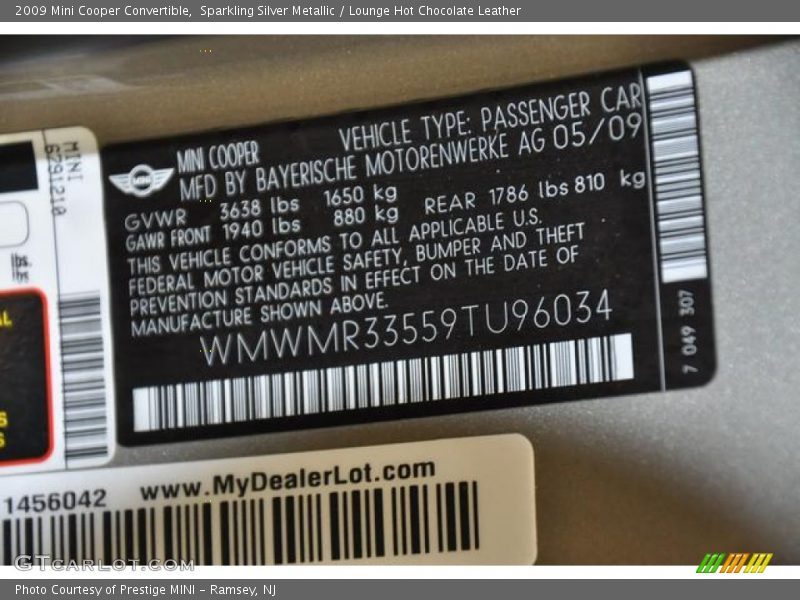 2009 Mini Cooper Convertible,  Sparkling Silver Metallic / Lounge Hot Chocolate Leather
MINI
6791210
lbs.
lbs
MINI
MINI COOPER
VEHICLE TYPE: PASSENGER CAR
MFD BY BAYERISCHE MOTORENWERKE AG 05/09
GVWR 3638 lbs 1650 kg
GAWR FRONT 1940 lbs 880 kg REAR 1786 lbs 810 kg
THIS VEHICLE CONFORMS TO ALL APPLICABLE U.S.
FEDERAL MOTOR VEHICLE SAFETY, BUMPER AND THEFT
PREVENTION STANDARDS IN EFFECT ON THE DATE OF
MANUFACTURE SHOWN ABOVE.
WMWMR33559TU96034
7 049 307
1456042 www.MyDealerLot.com
GTCarLot.com
Photo Courtesy of Prestige MINI - Ramsey, NJ